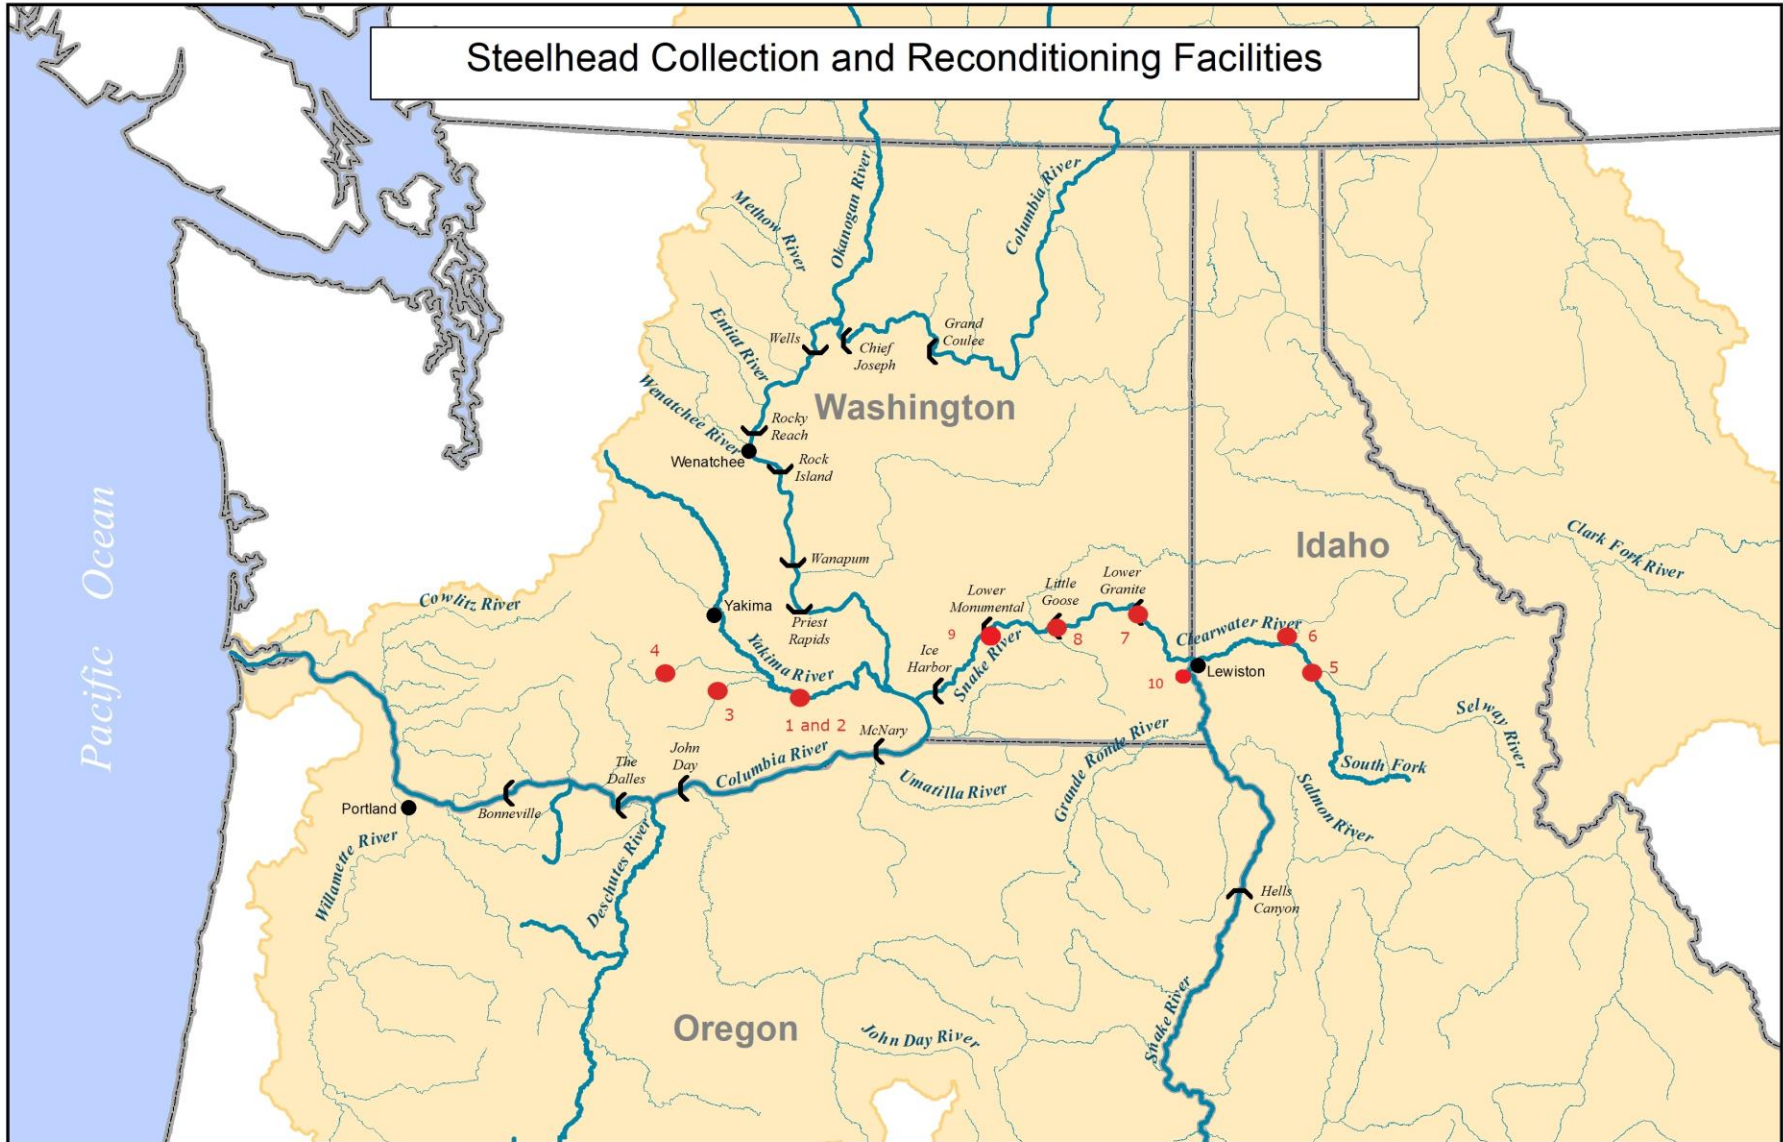 Steelhead Collection and Reconditioning Facilities
Okanogan River
Columbia River
Methow River
Entiat River
Wells
Chief
Joseph
Grand
Coulee
Wenatchee River
Washington
Rocky
Reach
Wenatchee
Rock
Island
Pacific Ocean
Wanapum
Idaho
Clark Fork River
Cowlitz River
Yakima
Priest
Rapids
Lower
Monumental
Little
Goose
Lower
Granite
9
8
7
Clearwater River
6
5
4
3
Yakima River
1 and 2
Ice
Harbor
Snake River
10
Lewiston
Selway River
McNary
John
Day
The
Dalles
Columbia River
Umatilla River
Grande Ronde River
South Fork
Salmon River
Portland
Bonneville
Willamette River
Deschutes River
Hells
Canyon
Oregon
John Day River
Snake River